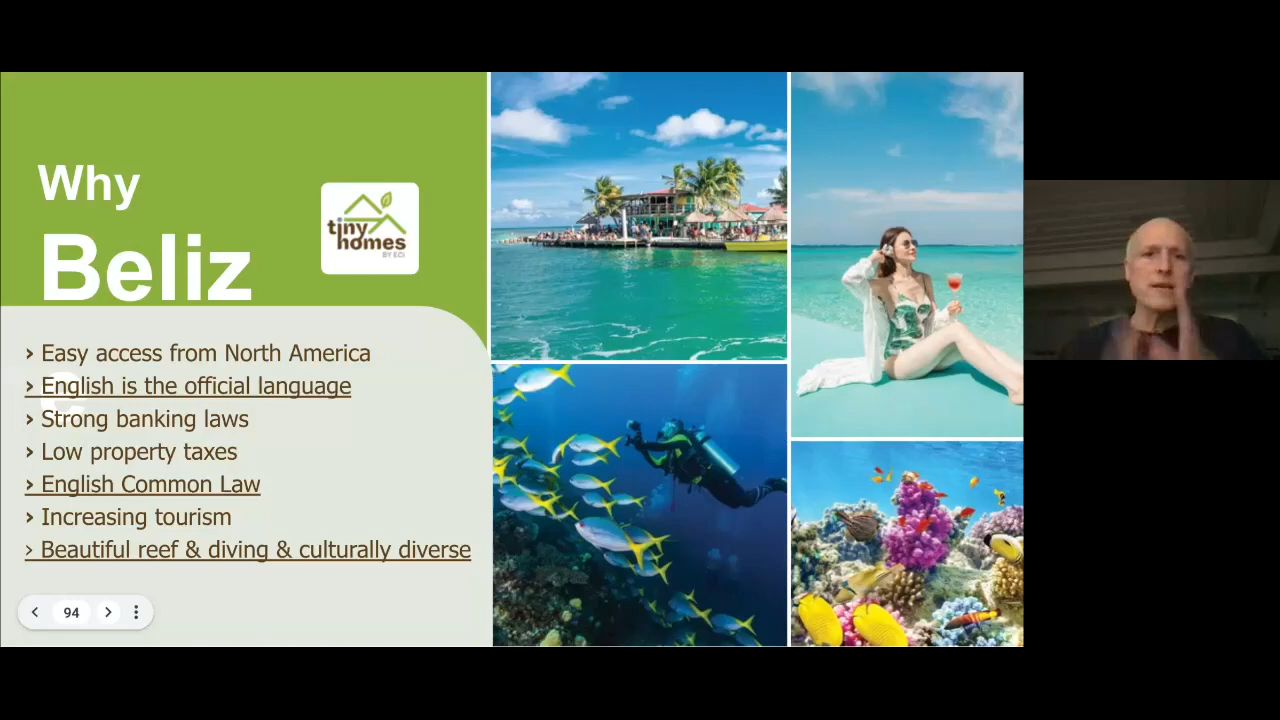 Why
Beliz
e
tiny
homes
BY ECI
› Easy access from North America
› English is the official language
› Strong banking laws
› Low property taxes
› English Common Law
› Increasing tourism
› Beautiful reef & diving & culturally diverse
94